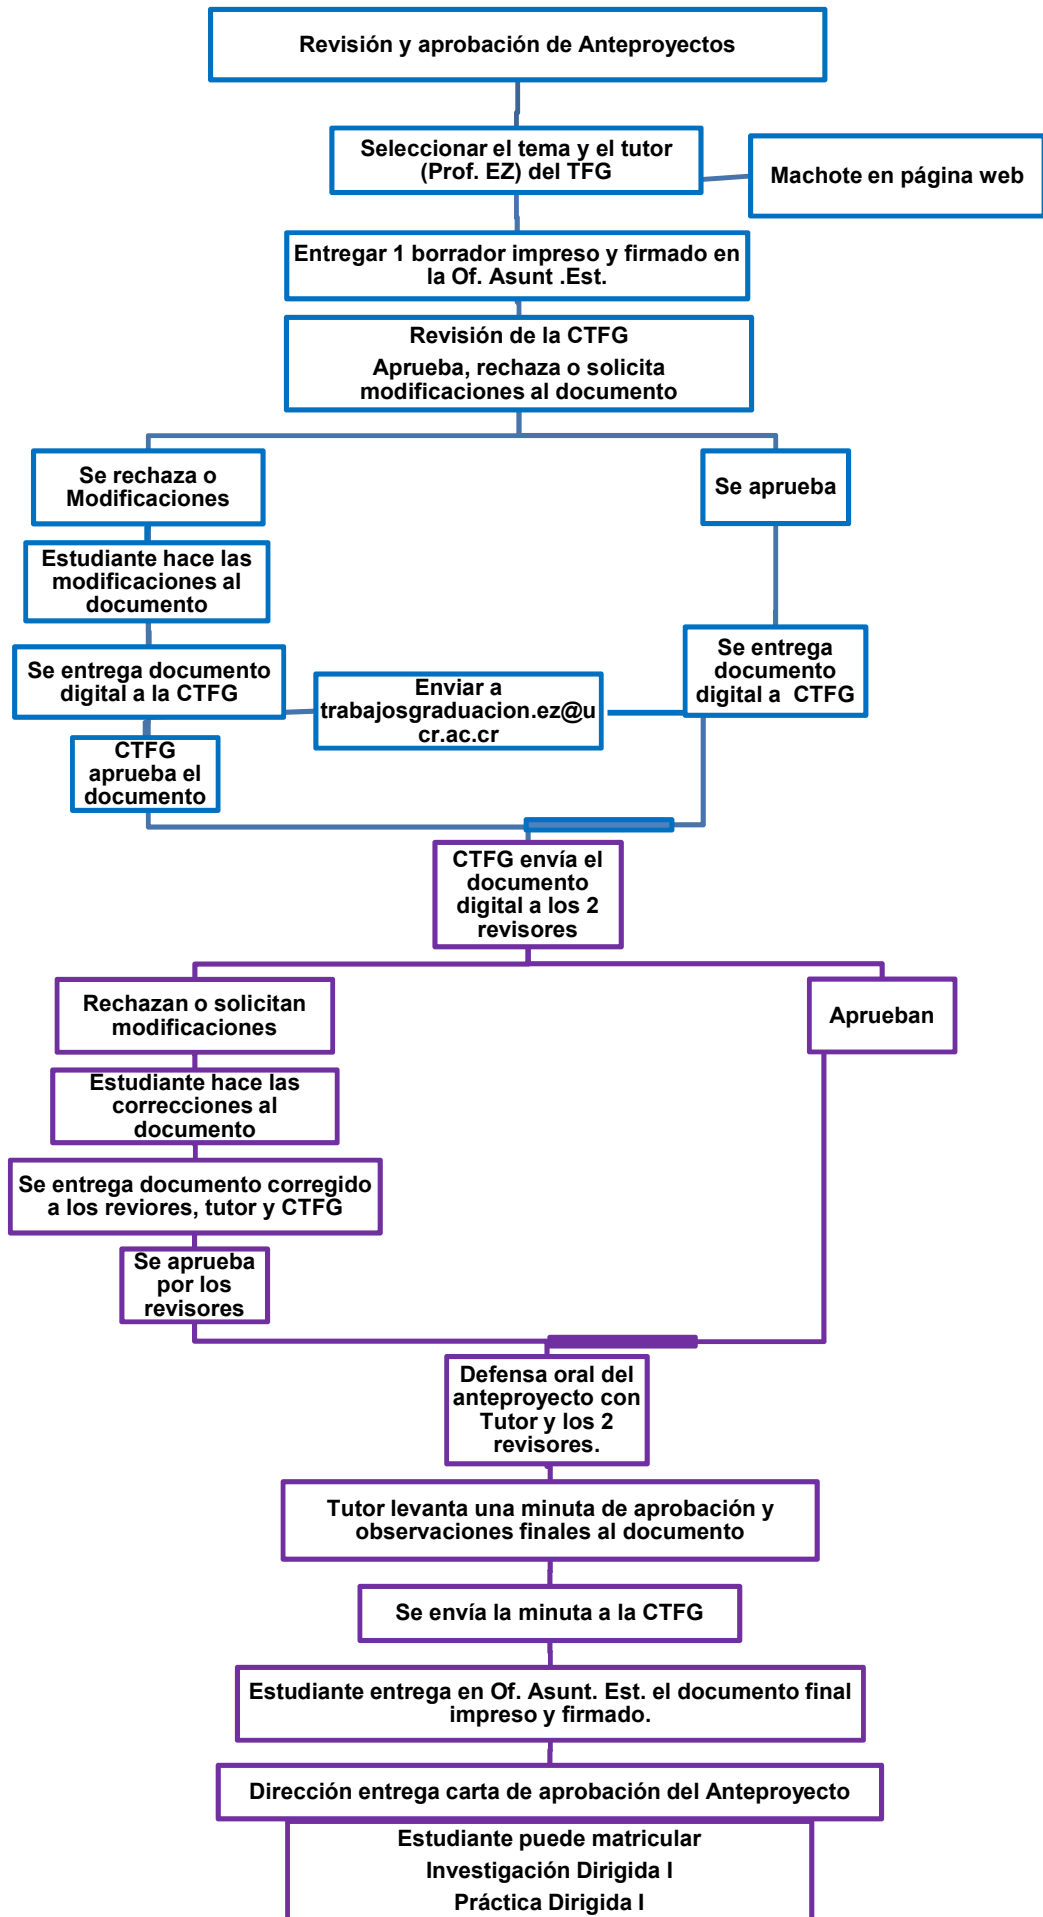 Revisión y aprobación de Anteproyectos
Seleccionar el tema y el tutor
(Prof. EZ) del TFG
Machote en página web
Entregar 1 borrador impreso y firmado en
la Of. Asunt .Est.
Revisión de la CTFG
Aprueba, rechaza o solicita
modificaciones al documento
Se rechaza o
Modificaciones
Se aprueba
Estudiante hace las
modificaciones al
documento
Se entrega documento
digital a la CTFG
Enviar a
trabajosgraduacion.ez@u
cr.ac.cr
Se entrega
documento
digital a  CTFG
CTFG
aprueba el
documento
CTFG envía el
documento
digital a los 2
revisores
Rechazan o solicitan
modificaciones
Aprueban
Estudiante hace las
correcciones al
documento
Se entrega documento corregido
a los reviores, tutor y CTFG
Se aprueba
por los
revisores
Defensa oral del
anteproyecto con
Tutor y los 2
revisores.
Tutor levanta una minuta de aprobación y
observaciones finales al documento
Se envía la minuta a la CTFG
Estudiante entrega en Of. Asunt. Est. el documento final
impreso y firmado.
Dirección entrega carta de aprobación del Anteproyecto
Estudiante puede matricular
Investigación Dirigida I
Práctica Dirigida I